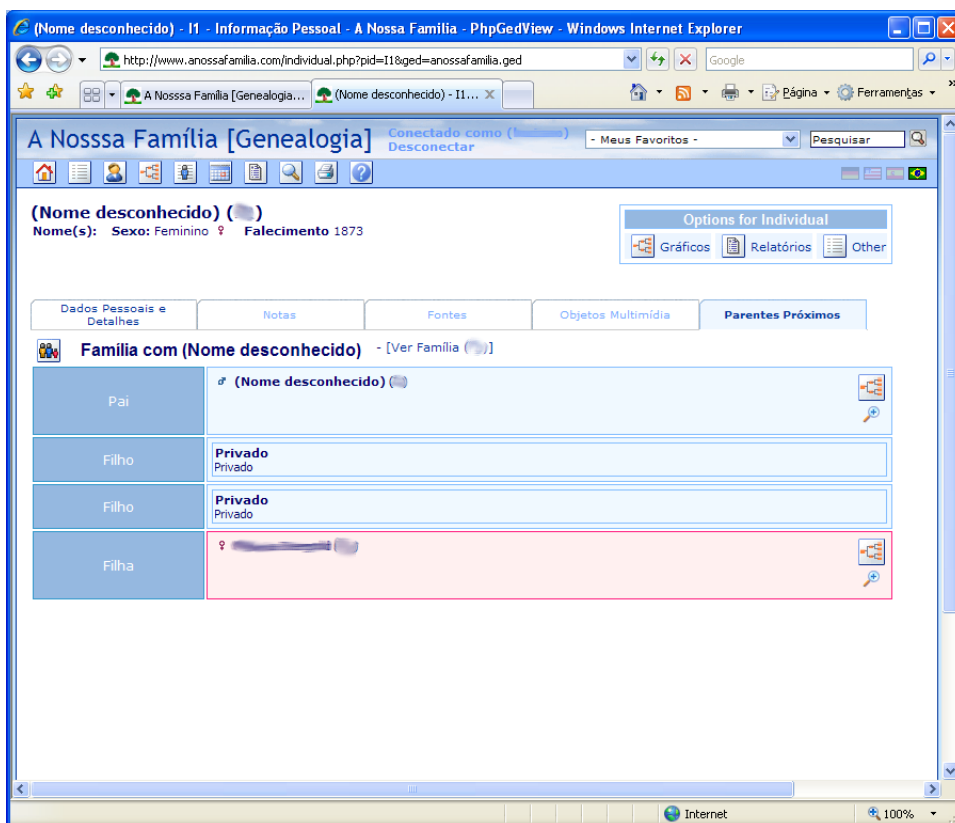 (Nome desconhecido) - I1 - Informação Pessoal - A Nossa Familia - PhpGedView - Windows Internet Explorer
http://www.anossafamilia.com/individual.php?pid=I1&ged=anossafamilia.ged
Google
A Nosssa Família [Genealogia... (Nome desconhecido) - I1... X
Página Ferramentas »
A Nosssa Família [Genealogia] Conectado como ( )
Desconectar
- Meus Favoritos - Pesquisar
(Nome desconhecido) ( )
Nome(s): Sexo: Feminino ♀ Falecimento 1873
Options for Individual
Gráficos Relatórios Other
Dados Pessoais e
Detalhes
Notas Fontes Objetos Multimídia Parentes Próximos
Família com (Nome desconhecido) - [Ver Família ( )]
Pai ♂ (Nome desconhecido) ( )
Filho Privado
Privado
Filho Privado
Privado
Filha ♀
Internet 100%